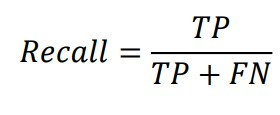 Recall = TP / TP + FN